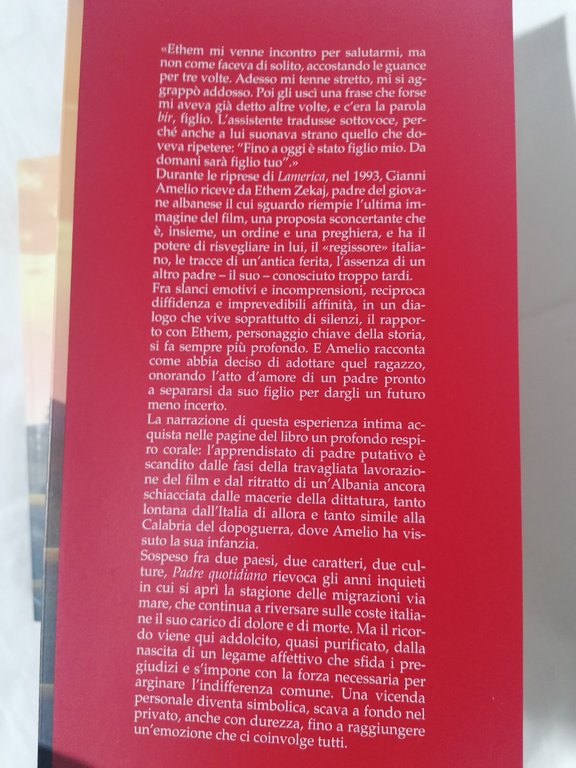 «Ethem mi venne incontro per salutarmi, ma
non come faceva di solito, accostando le guance
per tre volte. Adesso mi tenne stretto, mi si ag-
grappò addosso. Poi gli uscì una frase che forse
mi aveva già detto altre volte, e c'era la parola
bir, figlio. L'assistente tradusse sottovoce, per-
ché anche a lui suonava strano quello che do-
veva ripetere: "Fino a oggi è stato figlio mio. Da
domani sarà figlio tuo".»
Durante le riprese di Lamerica, nel 1993, Gianni
Amelio riceve da Ethem Zekaj, padre del giova-
ne albanese il cui sguardo riempie l'ultima im-
magine del film, una proposta sconcertante che
è, insieme, un ordine e una preghiera, e ha il
potere di risvegliare in lui, il «regissore» italia-
no, le tracce di un'antica ferita, l'assenza di un
altro padre – il suo – conosciuto troppo tardi.
Fra slanci emotivi e incomprensioni, reciproca
diffidenza e imprevedibili affinità, in un dia-
logo che vive soprattutto di silenzi, il rappor-
to con Ethem, personaggio chiave della storia,
si fa sempre più profondo. E Amelio racconta
come abbia deciso di adottare quel ragazzo,
onorando l'atto d'amore di un padre pronto
a separarsi da suo figlio per dargli un futuro
meno incerto.
La narrazione di questa esperienza intima ac-
quista nelle pagine del libro un profondo respi-
ro corale: l'apprendistato di padre putativo è
scandito dalle fasi della travagliata lavorazio-
ne del film e dal ritratto di un'Albania ancora
schiacciata dalle macerie della dittatura, tanto
lontana dall'Italia di allora e tanto simile alla
Calabria del dopoguerra, dove Amelio ha vis-
suto la sua infanzia.
Sospeso fra due paesi, due caratteri, due cul-
ture, Padre quotidiano rievoca gli anni inquieti
in cui si aprì la stagione delle migrazioni via
mare, che continua a riversare sulle coste italia-
ne il suo carico di dolore e di morte. Ma il ricor-
do viene qui addolcito, quasi purificato, dalla
nascita di un legame affettivo che sfida i pre-
giudizi e s'impone con la forza necessaria per
arginare l'indifferenza comune. Una vicenda
personale diventa simbolica, scava a fondo nel
privato, anche con durezza, fino a raggiungere
un'emozione che ci coinvolge tutti.